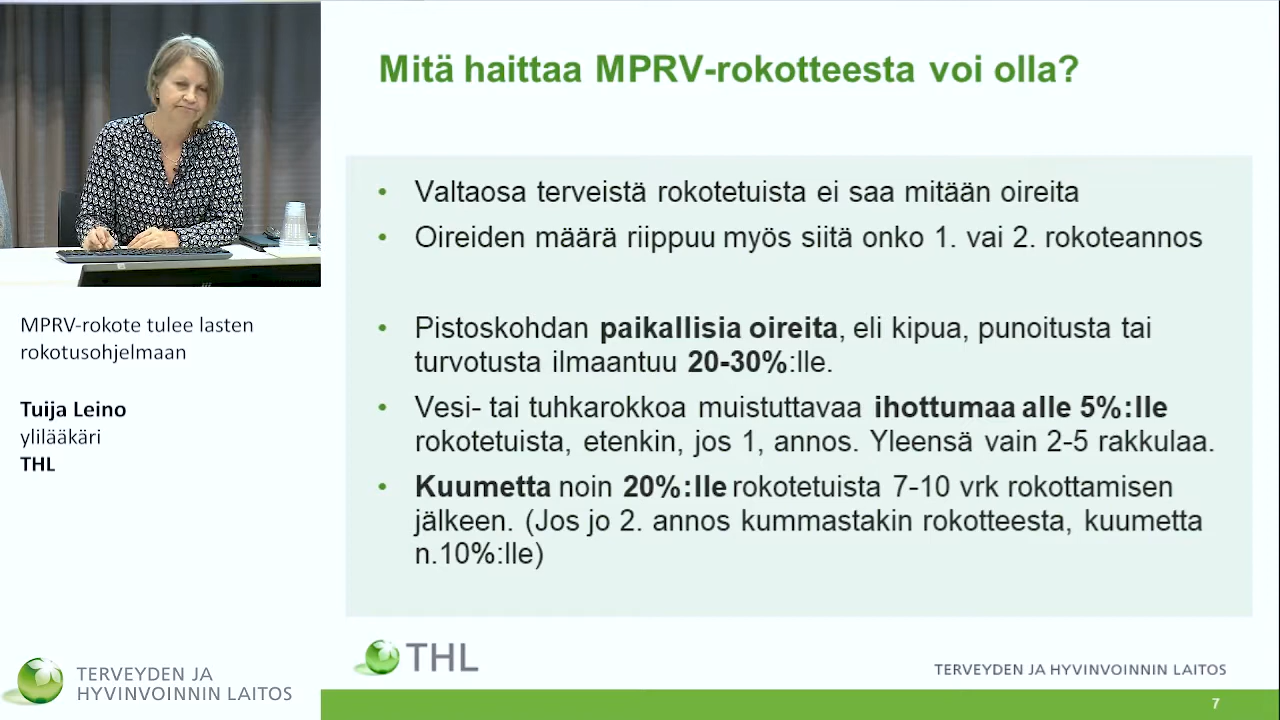 Mitä haittaa MPRV-rokotteesta voi olla?
• Valtaosa terveistä rokotetuista ei saa mitään oireita
• Oireiden määrä riippuu myös siitä onko 1. vai 2. rokoteannos
• Pistoskohdan paikallisia oireita, eli kipua, punoitusta tai
turvotusta ilmaantuu 20-30%:lle.
• Vesi- tai tuhkarokkoa muistuttavaa ihottumaa alle 5%:lle
rokotetuista, etenkin, jos 1, annos. Yleensä vain 2-5 rakkulaa.
• Kuumetta noin 20%:lle rokotetuista 7-10 vrk rokottamisen
jälkeen. (Jos jo 2. annos kummastakin rokotteesta, kuumetta
n.10%:lle)
MPRV-rokote tulee lasten
rokotusohjelmaan
Tuija Leino
ylilääkäri
THL
TERVEYDEN JA
HYVINVOINNIN LAITOS
THL
TERVEYDEN JA HYVINVOINNIN LAITOS
7